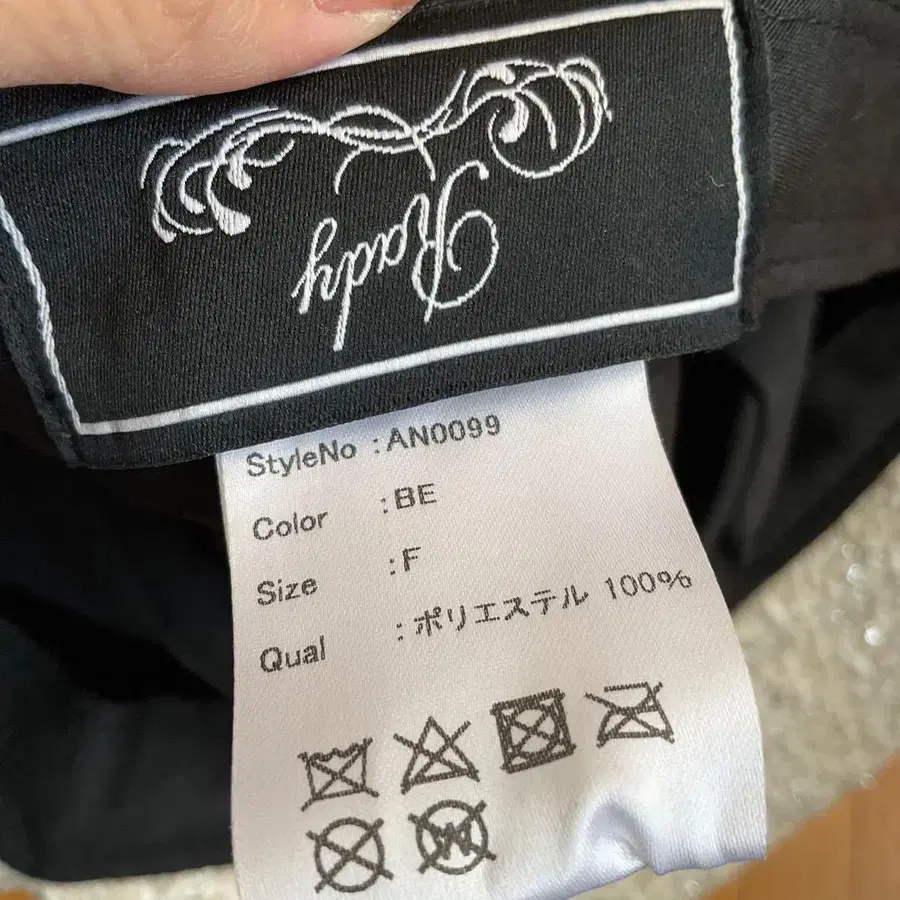 Rady
StyleNo :AN0099
Color :BE
Size :F
Qual :ポリエステル 100%